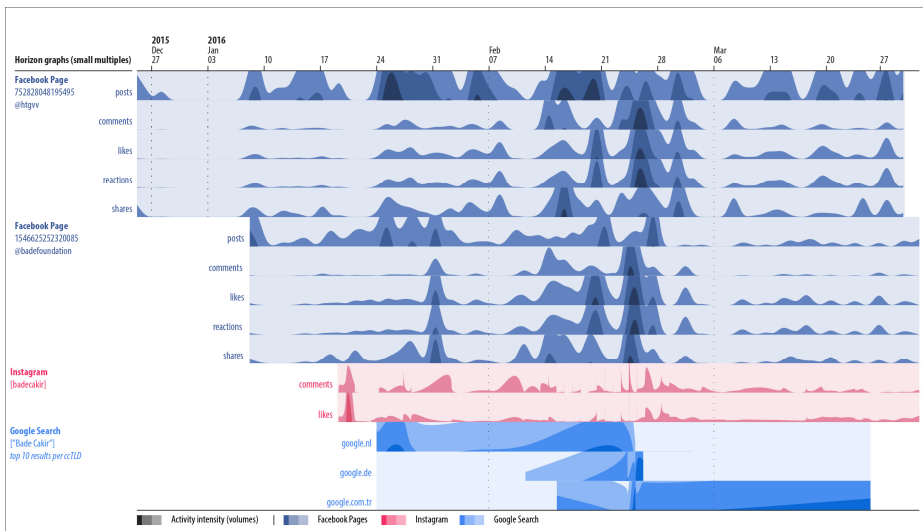 2015
2016
Dec
Jan
Feb
Mar
Horizon graphs (small multiples)
27
03
10
17
24
31
07
14
21
28
06
13
20
27
Facebook Page
752828048195495
@htgvv
posts
comments
likes
reactions
shares
Facebook Page
1546625252320085
@badefoundation
posts
comments
likes
reactions
shares
Instagram
[badecakir]
comments
likes
Google Search
["Bade Cakir"]
top 10 results per ccTLD
google.nl
google.de
google.com.tr
Activity intensity (volumes) | Facebook Pages Instagram Google Search